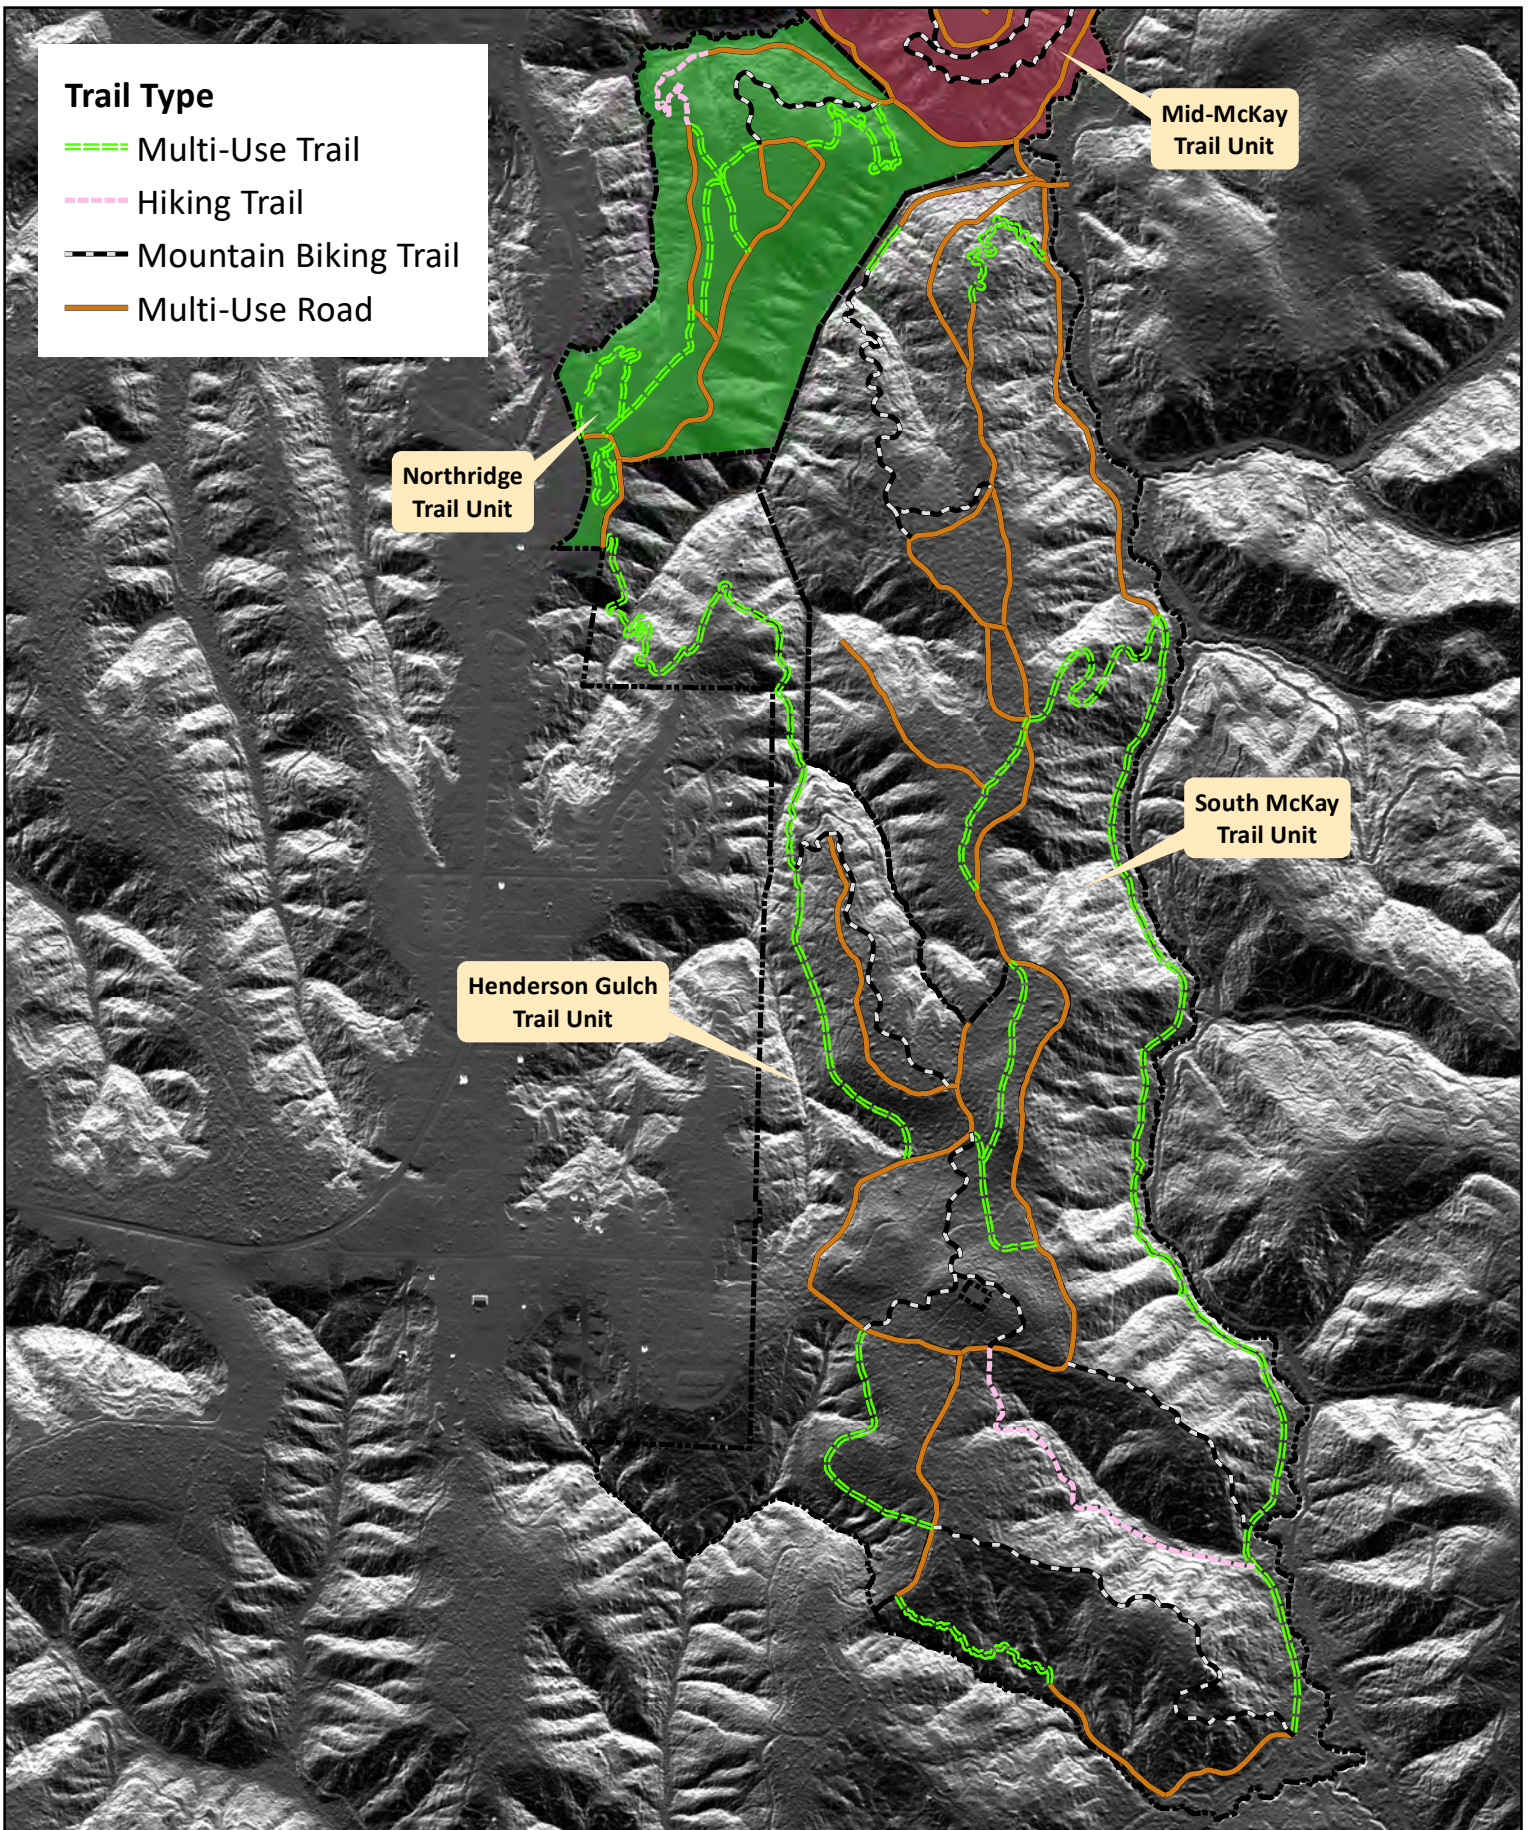 Trail Type
Multi-Use Trail
Hiking Trail
Mountain Biking Trail
Multi-Use Road
Mid-McKay
Trail Unit
Northridge
Trail Unit
South McKay
Trail Unit
Henderson Gulch
Trail Unit